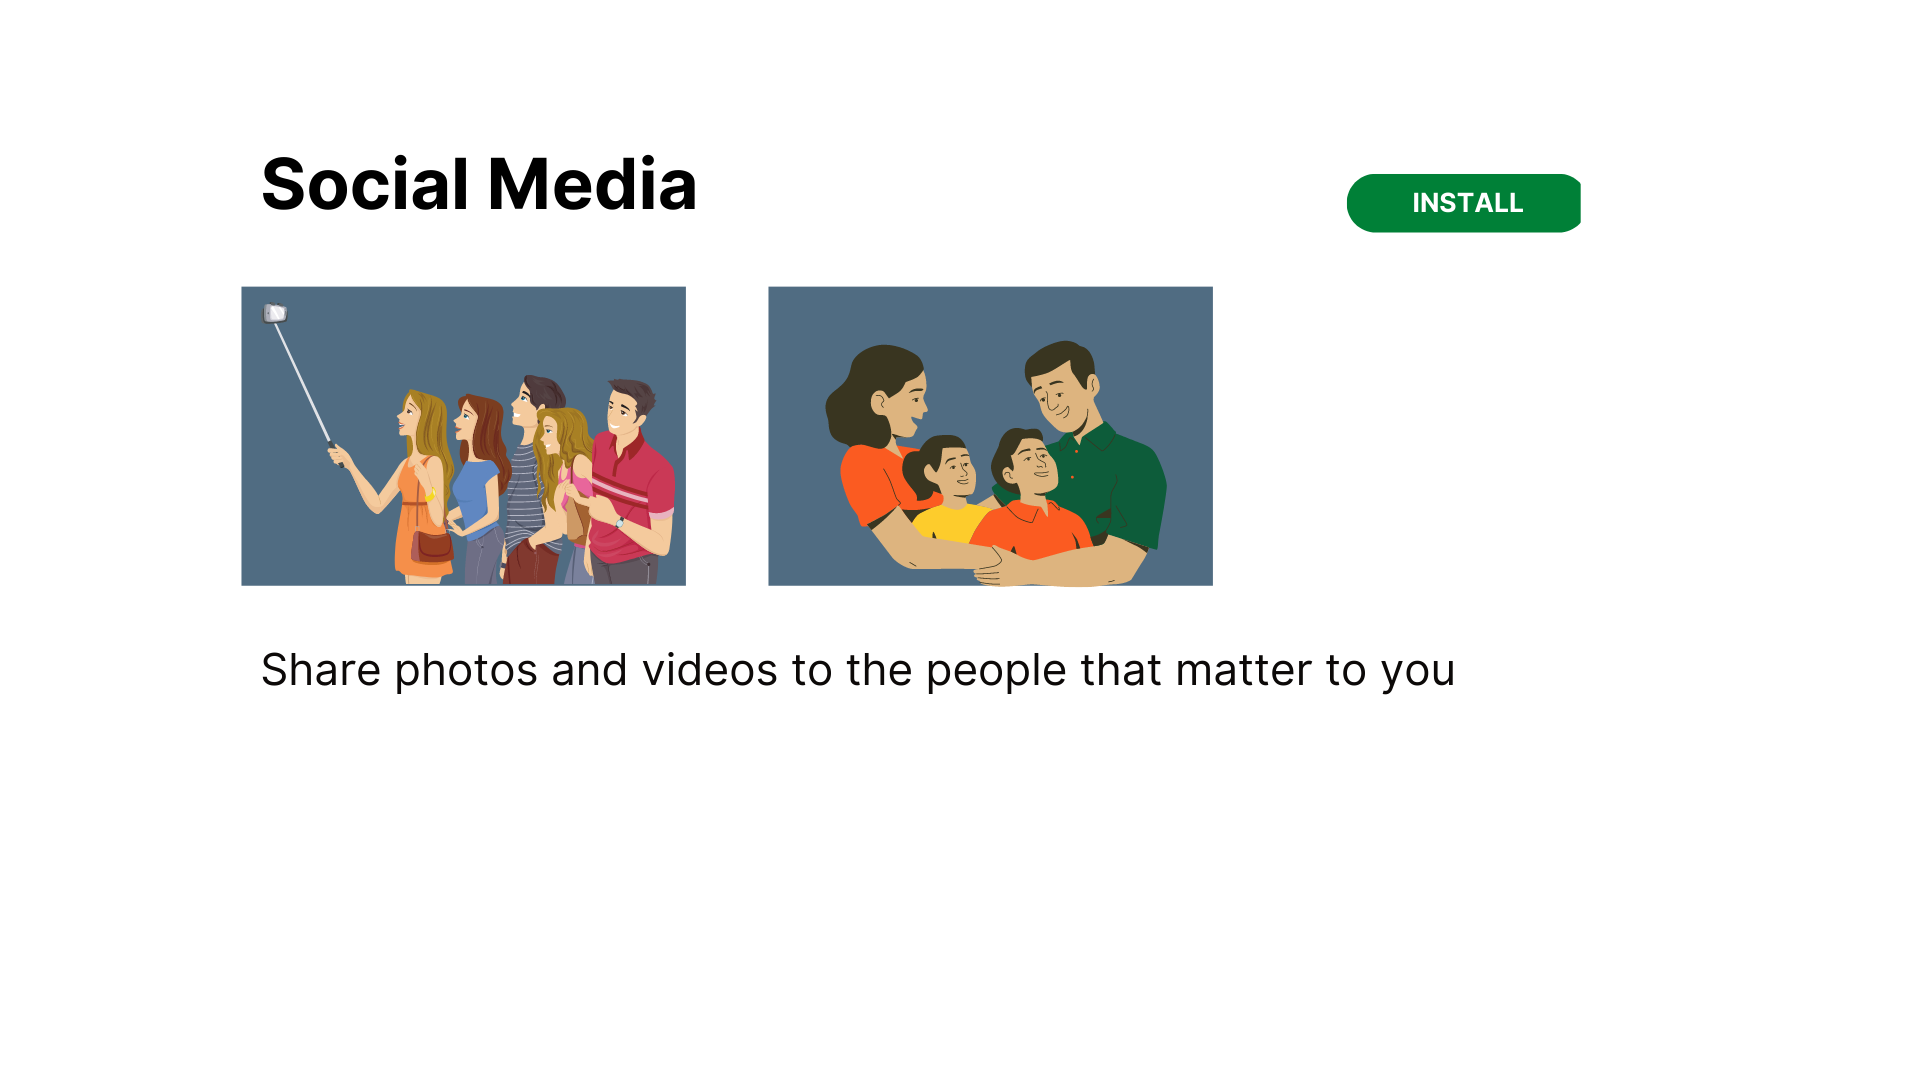 Social Media
INSTALL
Share photos and videos to the people that matter to you